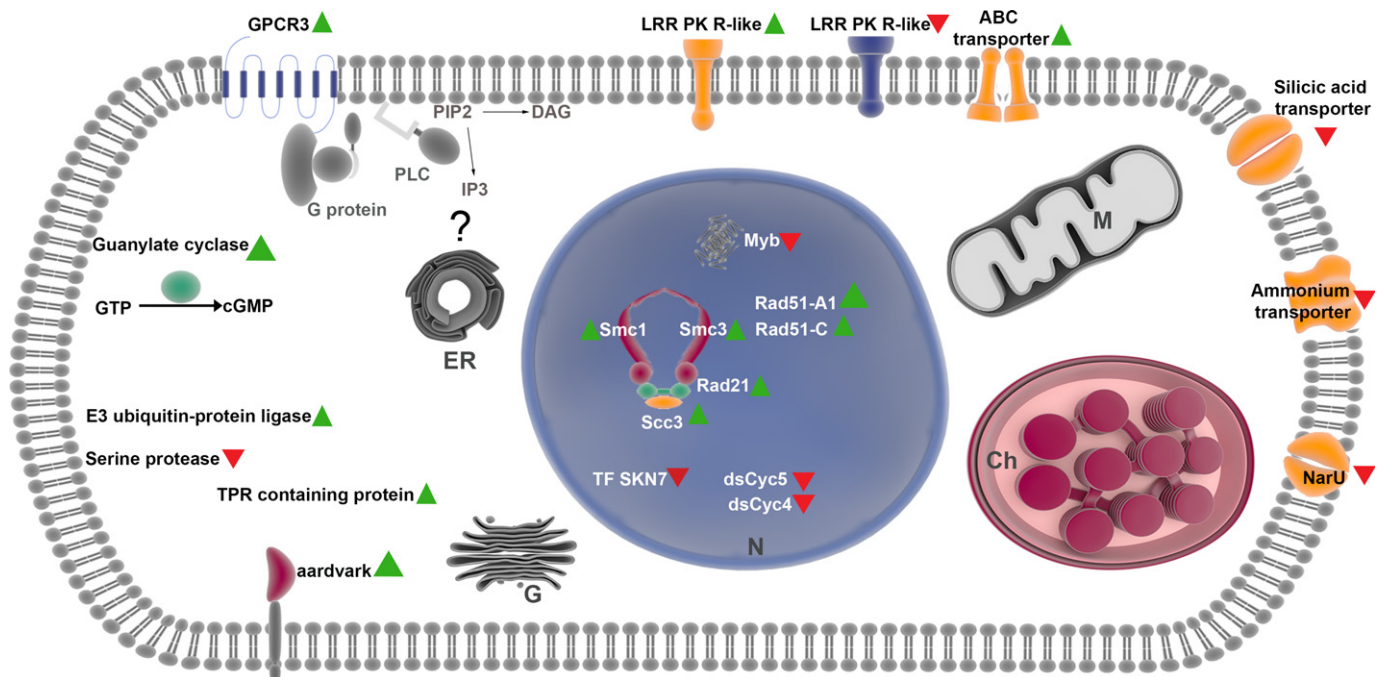 GPCR3
LRR PK R-like
LRR PK R-like
ABC
transporter
Silicic acid
transporter
PIP2
DAG
PLC
IP3
G protein
?
Guanylate cyclase
GTP
cGMP
ER
Myb
Rad51-A1
Smc1
Smc3
Rad51-C
Rad21
Scc3
M
Ammonium
transporter
E3 ubiquitin-protein ligase
Serine protease
TPR containing protein
TF SKN7
dsCyc5
dsCyc4
Ch
NarU
N
aardvark
G